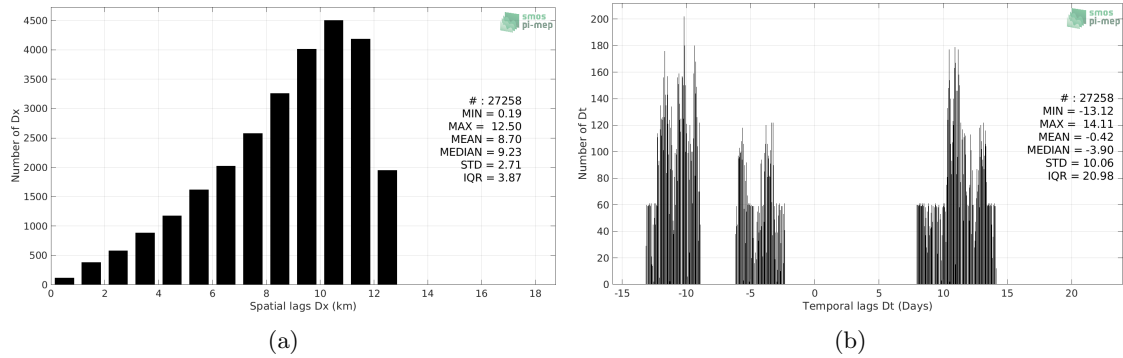 smos
pi-mep
4500
4000
3500
3000
2500
2000
1500
1000
500
0
Number of Dx
# : 27258
MIN = 0.19
MAX = 12.50
MEAN = 8.70
MEDIAN = 9.23
STD = 2.71
IQR = 3.87
0 2 4 6 8 10 12 14 16 18
Spatial lags Dx (km)
(a)
smos
pi-mep
200
180
160
140
120
100
80
60
40
20
0
Number of Dt
# : 27258
MIN = -13.12
MAX = 14.11
MEAN = -0.42
MEDIAN = -3.90
STD = 10.06
IQR = 20.98
-15 -10 -5 0 5 10 15 20
Temporal lags Dt (Days)
(b)